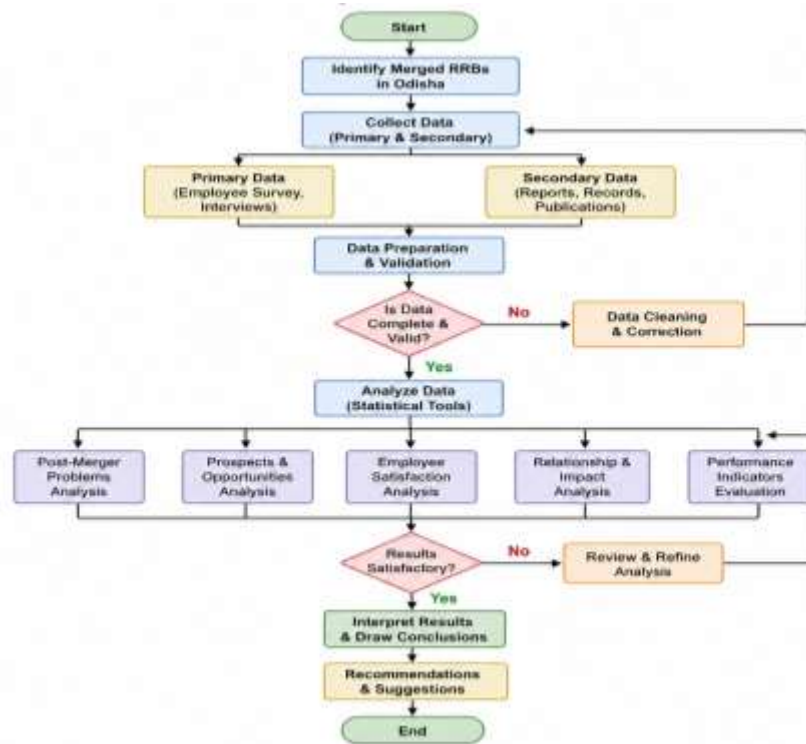 Start
Identify Merged RRBs
in Odisha
Collect Data
(Primary & Secondary)
Primary Data
(Employee Survey,
Interviews)
Secondary Data
(Reports, Records,
Publications)
Data Preparation
& Validation
Is Data
Complete &
Valid?
No
Data Cleaning
& Correction
Yes
Analyze Data
(Statistical Tools)
Post-Merger
Problems
Analysis
Prospects &
Opportunities
Analysis
Employee
Satisfaction
Analysis
Relationship &
Impact
Analysis
Performance
Indicators
Evaluation
Results
Satisfactory?
No
Review & Refine
Analysis
Yes
Interpret Results
& Draw Conclusions
Recommendations
& Suggestions
End